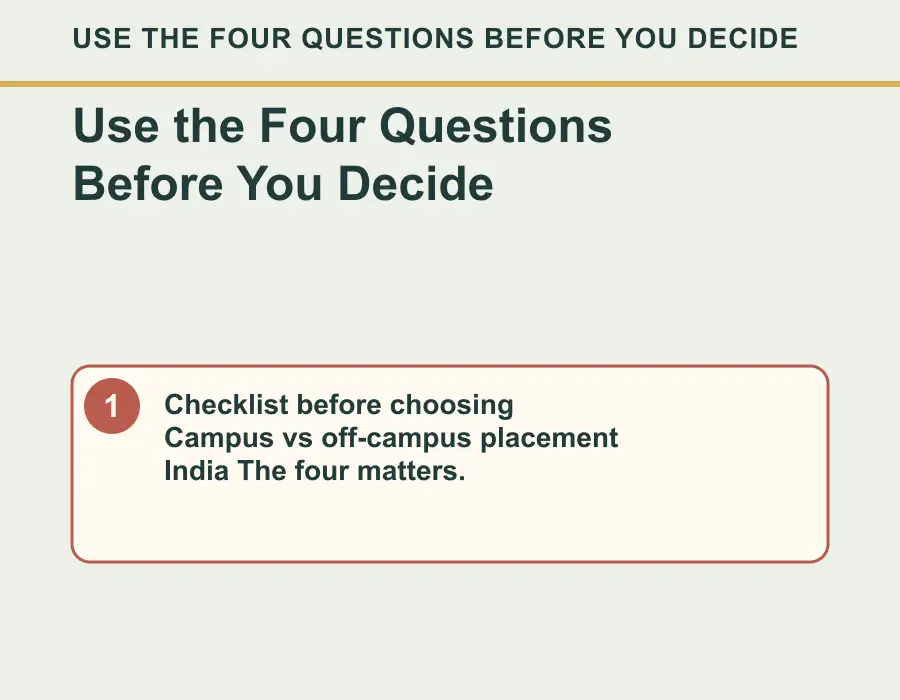 USE THE FOUR QUESTIONS BEFORE YOU DECIDE
Use the Four Questions
Before You Decide
1
Checklist before choosing
Campus vs off-campus placement
India The four matters.